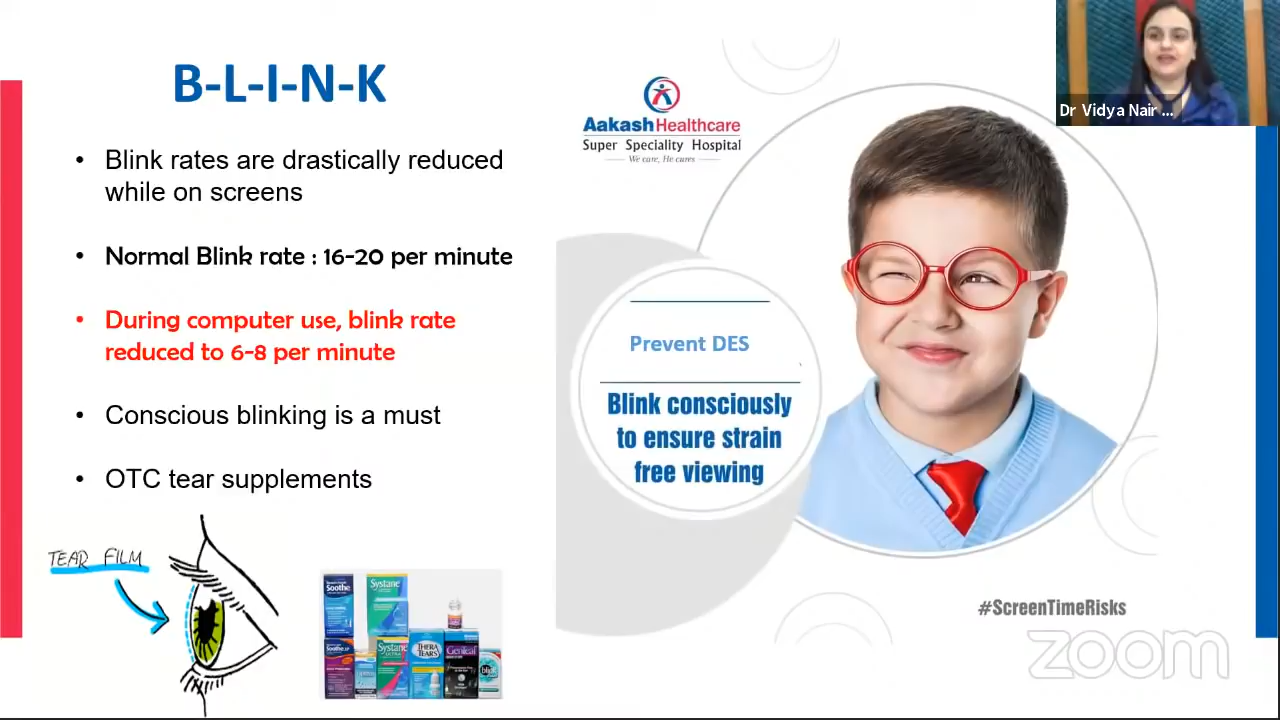 B-L-I-N-K
• Blink rates are drastically reduced
while on screens
• Normal Blink rate : 16-20 per minute
• During computer use, blink rate
reduced to 6-8 per minute
• Conscious blinking is a must
• OTC tear supplements
TEAR FILM
Soothe
Systane
Soothe
Systane
ULTRA
THERA
TEARS
GenTeal
blink
Aakash Healthcare
Super Speciality Hospital
We care, He cures
Prevent DES
Blink consciously
to ensure strain
free viewing
#ScreenTimeRisks
Dr Vidya Nair ...
zoom